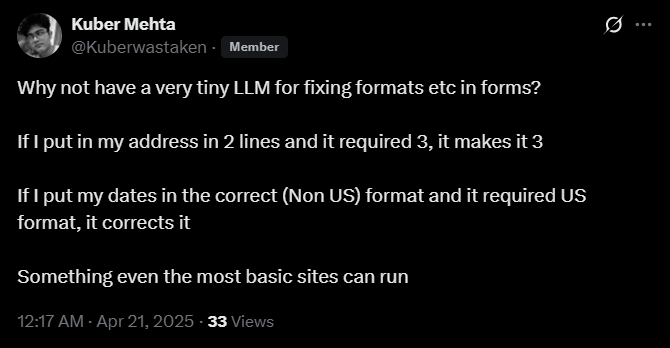 Kuber Mehta
@Kuberwastaken · Member
Why not have a very tiny LLM for fixing formats etc in forms?
If I put in my address in 2 lines and it required 3, it makes it 3
If I put my dates in the correct (Non US) format and it required US
format, it corrects it
Something even the most basic sites can run
12:17 AM · Apr 21, 2025 · 33 Views